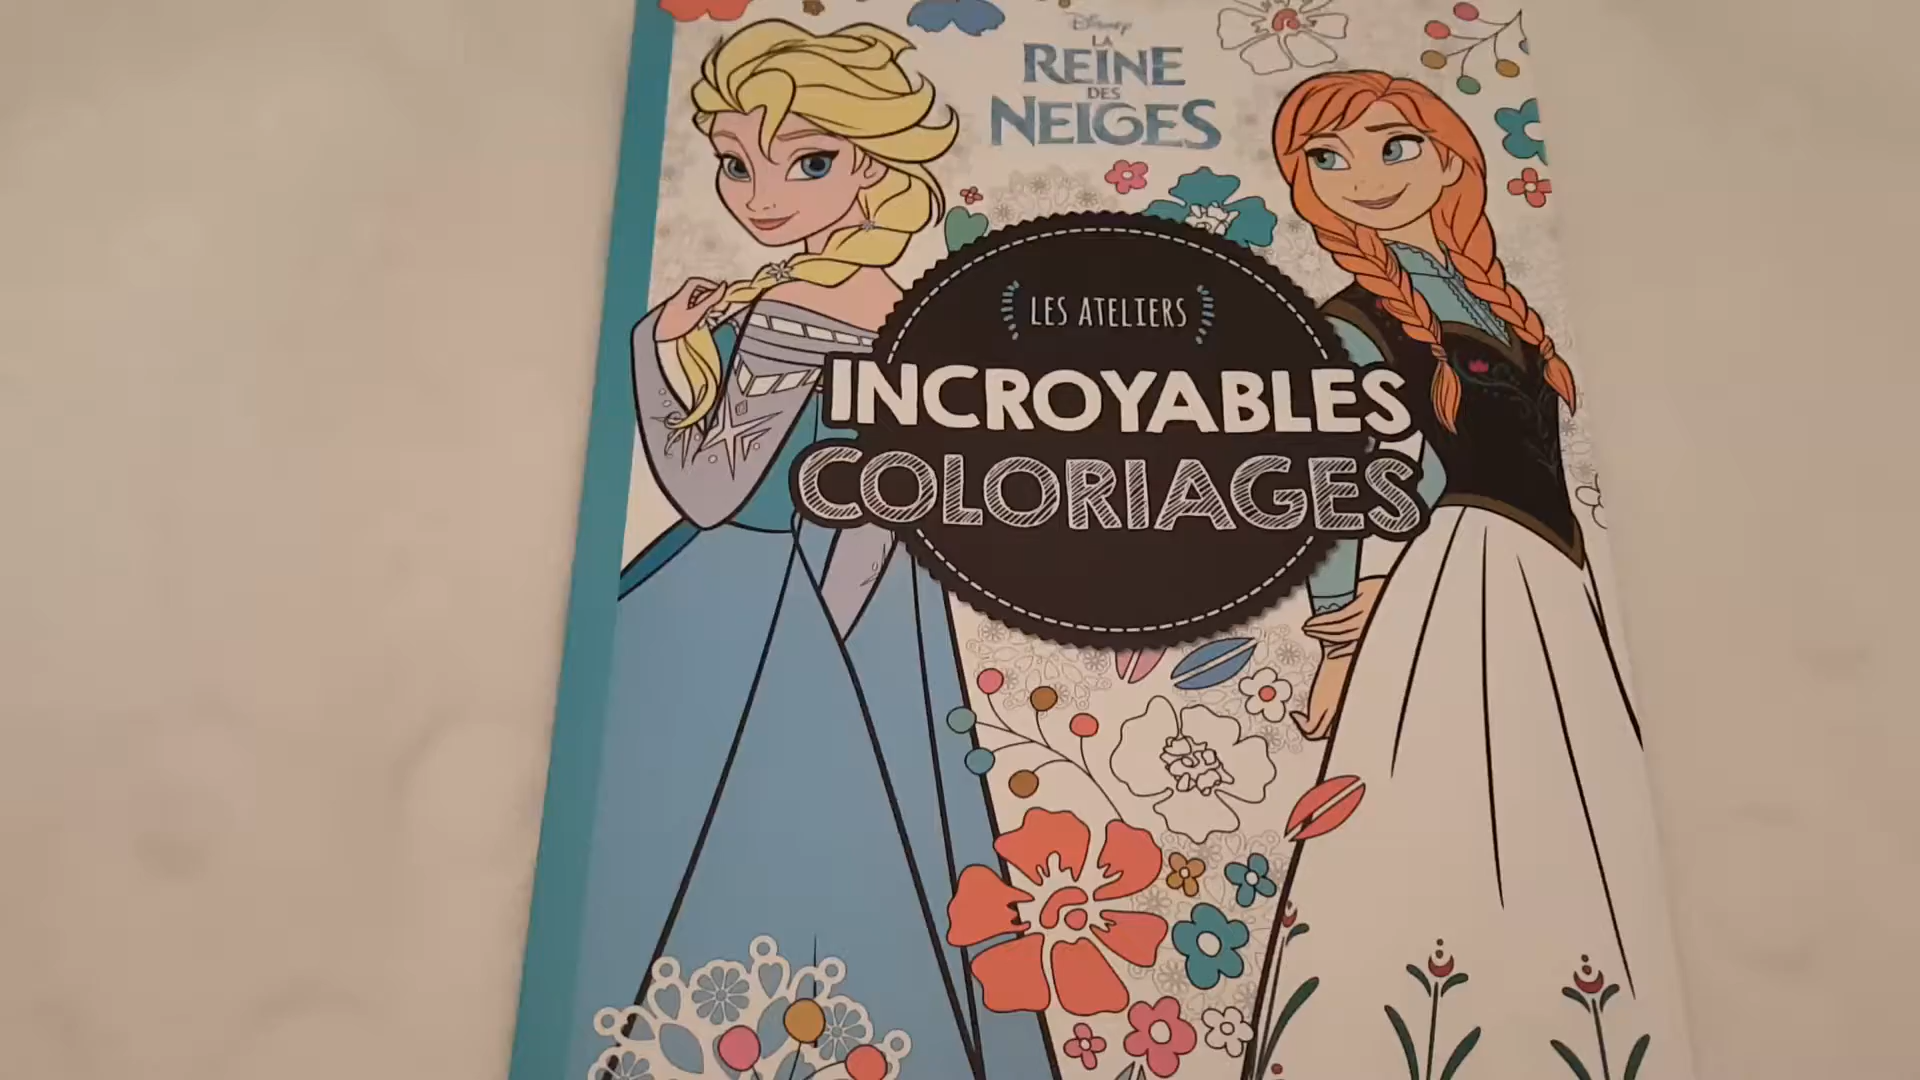 Disney
LA
REINE
DES
NEIGES
LES ATELIERS
INCROYABLES
COLORIAGES